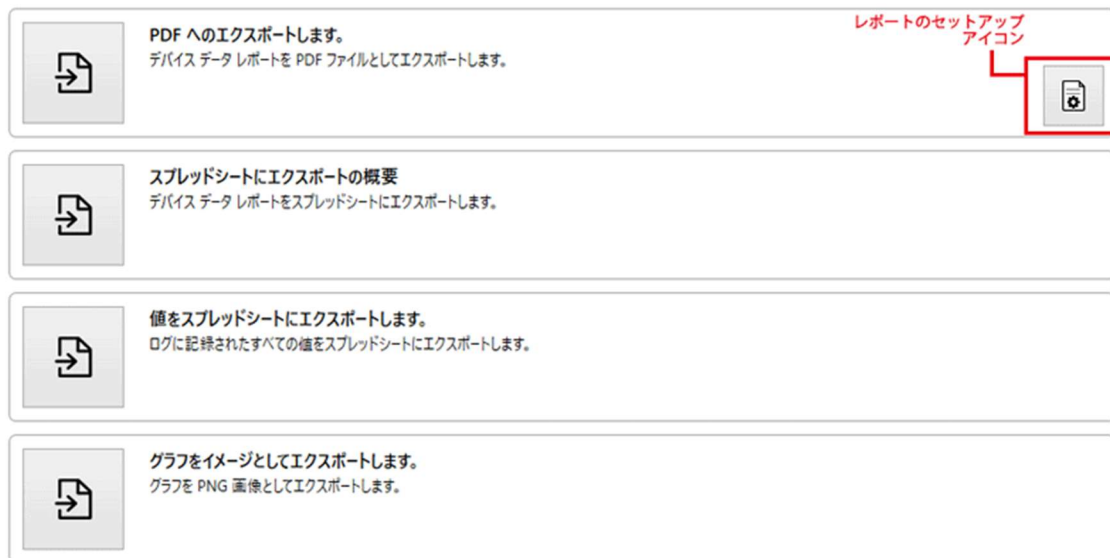 PDF へのエクスポートします。
デバイス データ レポートを PDF ファイルとしてエクスポートします。
レポートのセットアップ
アイコン
スプレッドシートにエクスポートの概要
デバイス データ レポートをスプレッドシートにエクスポートします。
値をスプレッドシートにエクスポートします。
ログに記録されたすべての値をスプレッドシートにエクスポートします。
グラフをイメージとしてエクスポートします。
グラフを PNG 画像としてエクスポートします。